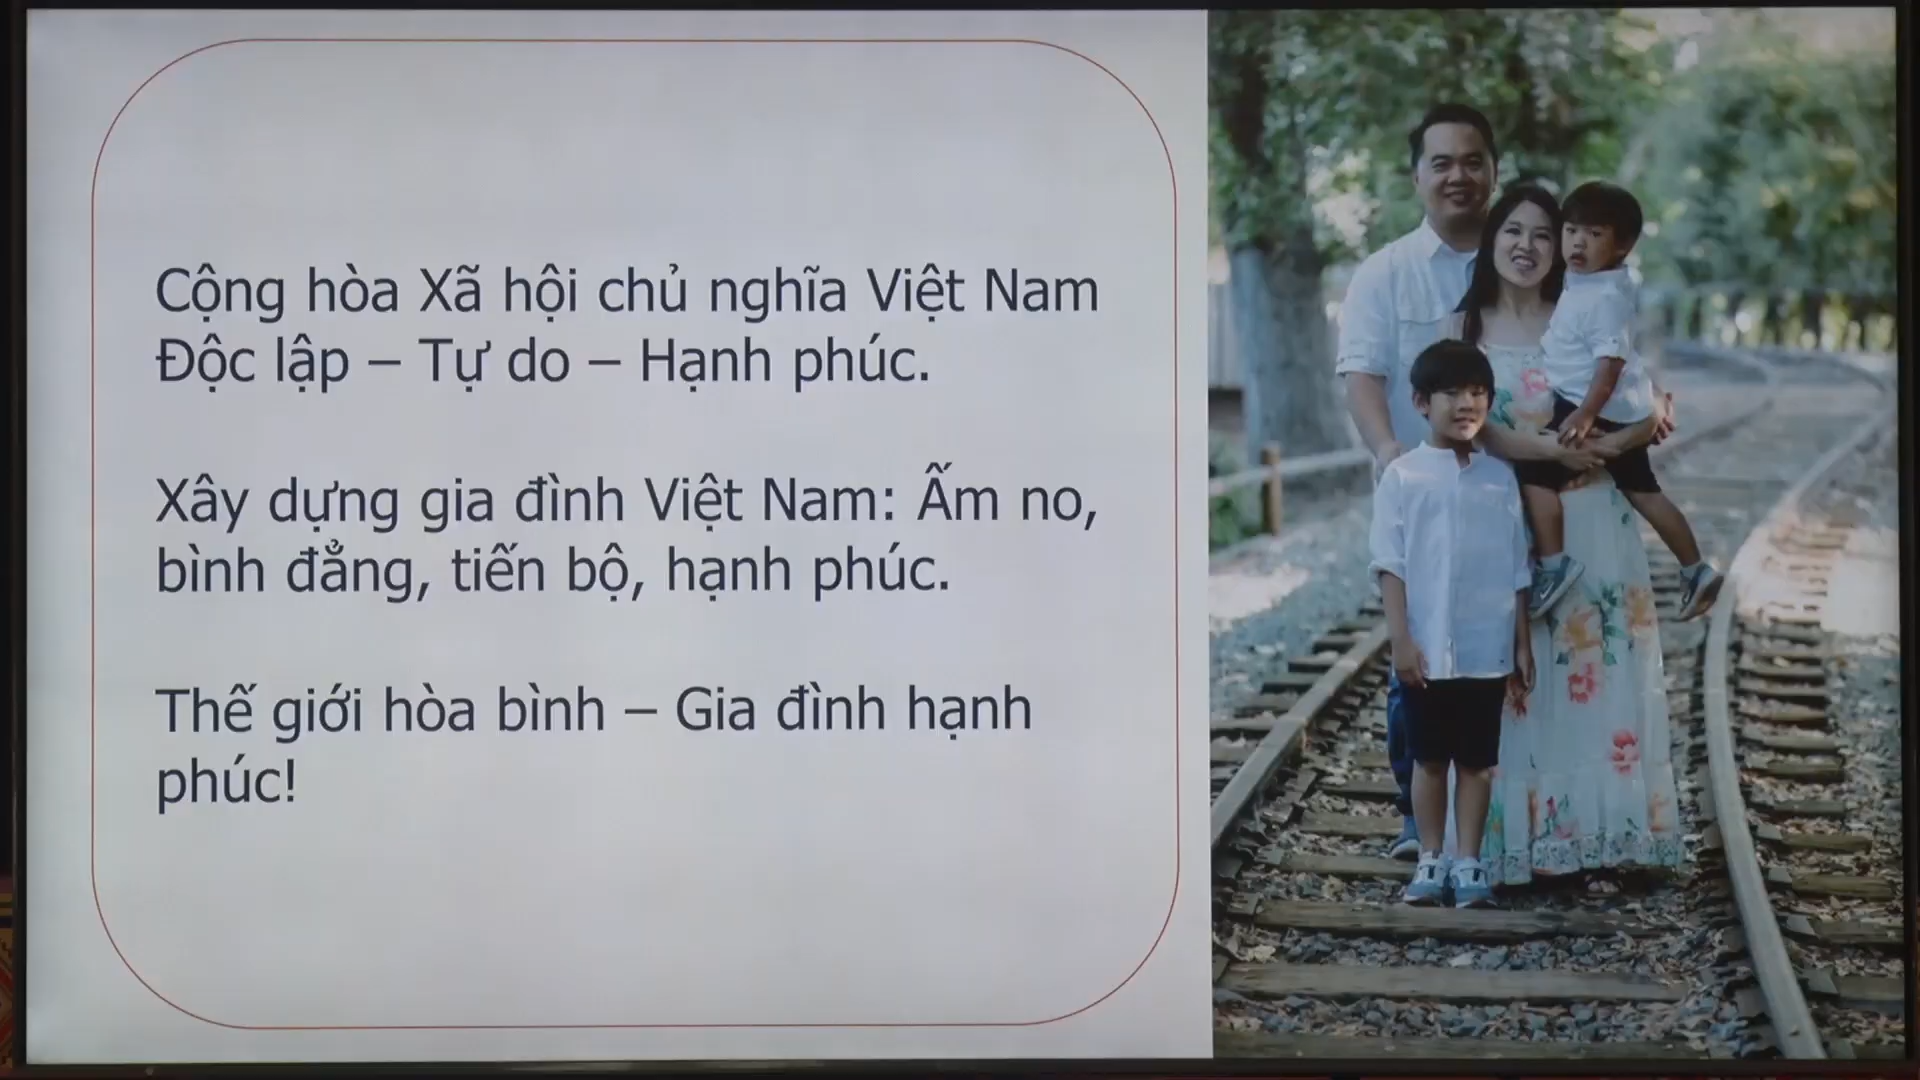 Cộng hòa Xã hội chủ nghĩa Việt Nam
Độc lập – Tự do – Hạnh phúc.
Xây dựng gia đình Việt Nam: Ấm no,
bình đẳng, tiến bộ, hạnh phúc.
Thế giới hòa bình – Gia đình hạnh
phúc!